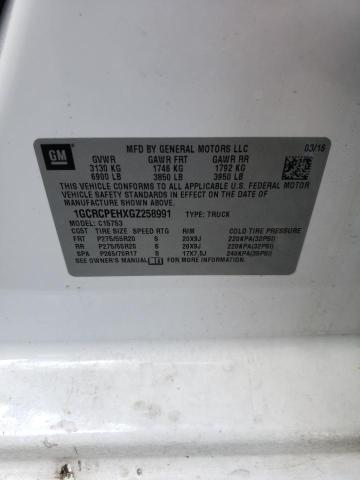 GM
MFD BY GENERAL MOTORS LLC
03/16
GVWR GAWR FRT GAWR RR
3130 KG 1746 KG 1792 KG
6900 LB 3850 LB 3950 LB
THIS VEHICLE CONFORMS TO ALL APPLICABLE U.S. FEDERAL MOTOR
VEHICLE SAFETY AND THEFT PREVENTION STANDARDS IN EFFECT ON THE DATE OF
MANUFACTURE SHOWN ABOVE.
1GCRCPEHXGZ258991 TYPE: TRUCK
MODEL: C15753
CGST TIRE SIZE SPEED RTG RIM COLD TIRE PRESSURE
FRT P275/55R20 S 20X9J 220KPA(32PSI)
RR P275/55R20 S 20X9J 220KPA(32PSI)
SPA P265/70R17 S 17X7.5J 240KPA(35PSI)
SEE OWNER'S MANUAL